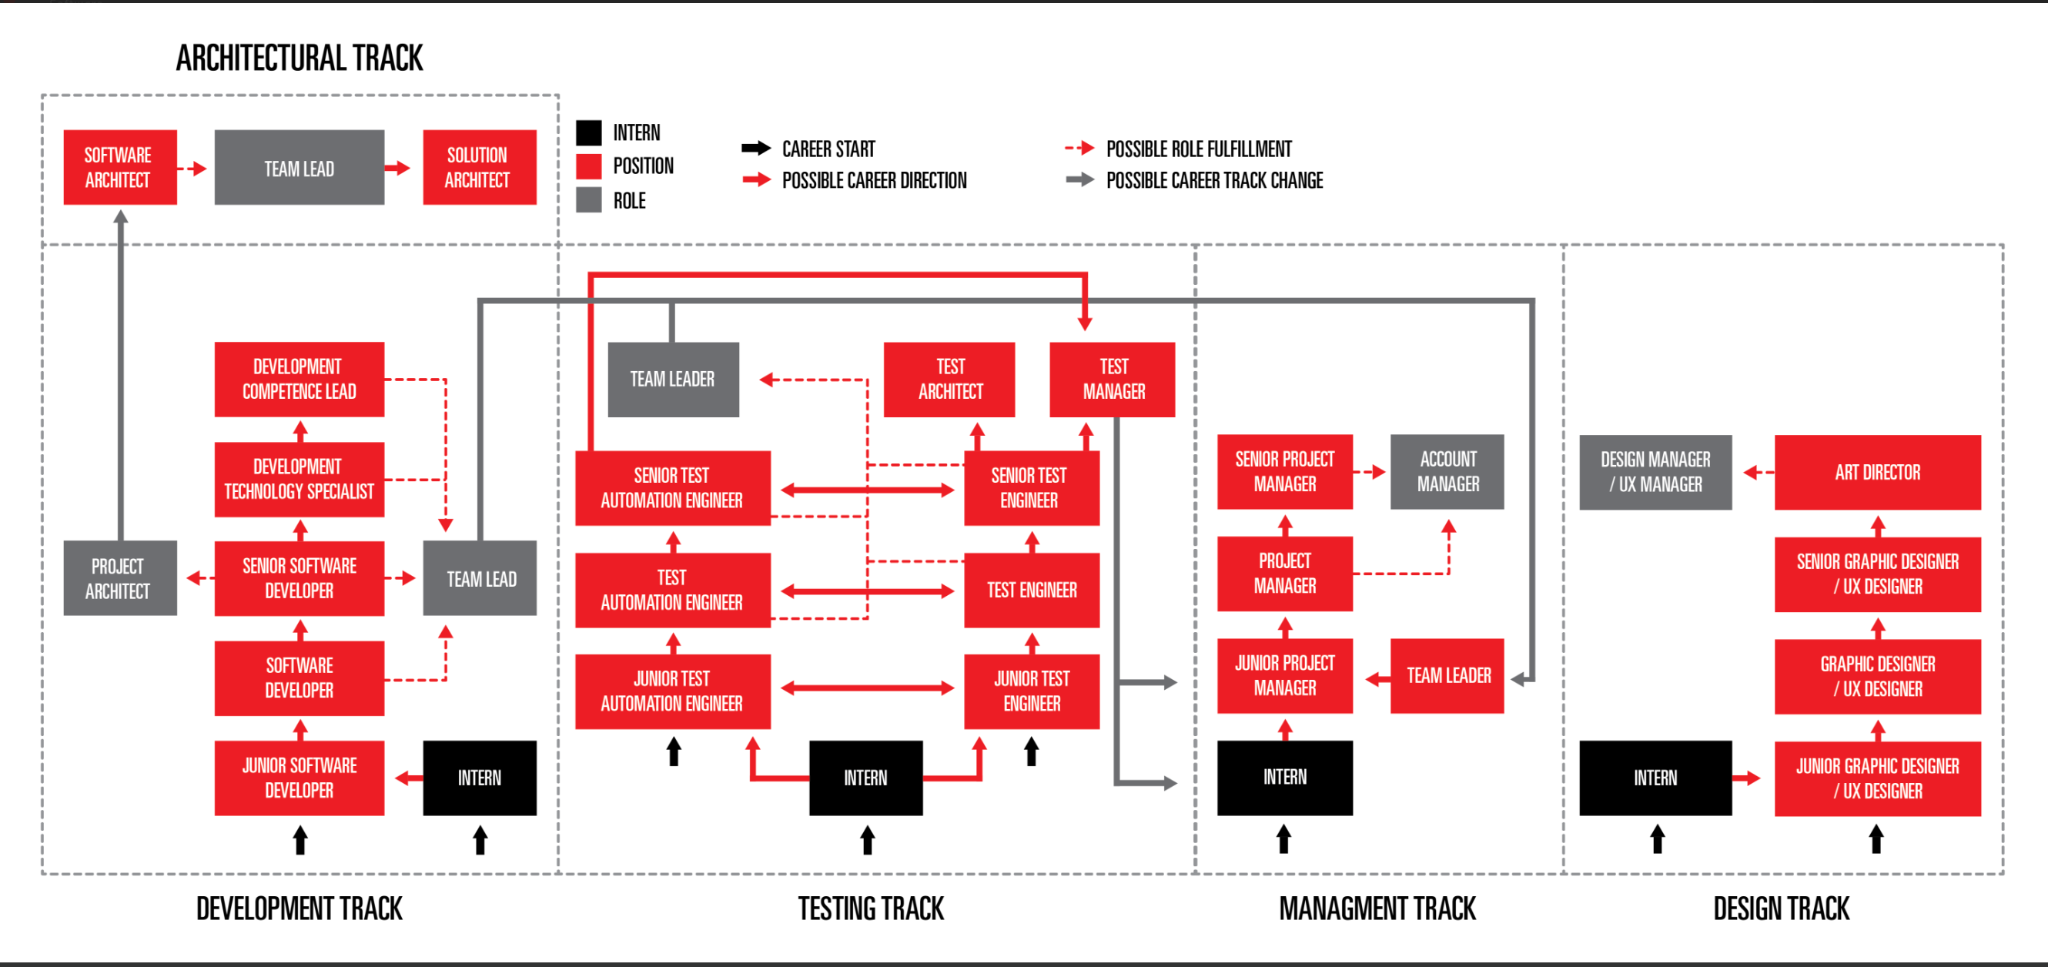 ARCHITECTURAL TRACK
SOFTWARE
ARCHITECT
TEAM LEAD
SOLUTION
ARCHITECT
INTERN
POSITION
ROLE
CAREER START
POSSIBLE CAREER DIRECTION
POSSIBLE ROLE FULFILLMENT
POSSIBLE CAREER TRACK CHANGE
DEVELOPMENT
COMPETENCE LEAD
DEVELOPMENT
TECHNOLOGY SPECIALIST
PROJECT
ARCHITECT
SENIOR SOFTWARE
DEVELOPER
TEAM LEAD
SOFTWARE
DEVELOPER
JUNIOR SOFTWARE
DEVELOPER
INTERN
DEVELOPMENT TRACK
TEAM LEADER
TEST
ARCHITECT
TEST
MANAGER
SENIOR TEST
AUTOMATION ENGINEER
SENIOR TEST
ENGINEER
TEST
AUTOMATION ENGINEER
TEST ENGINEER
JUNIOR TEST
AUTOMATION ENGINEER
JUNIOR TEST
ENGINEER
INTERN
TESTING TRACK
SENIOR PROJECT
MANAGER
ACCOUNT
MANAGER
PROJECT
MANAGER
JUNIOR PROJECT
MANAGER
TEAM LEADER
INTERN
MANAGMENT TRACK
DESIGN MANAGER
/ UX MANAGER
ART DIRECTOR
SENIOR GRAPHIC DESIGNER
/ UX DESIGNER
GRAPHIC DESIGNER
/ UX DESIGNER
INTERN
JUNIOR GRAPHIC DESIGNER
/ UX DESIGNER
DESIGN TRACK